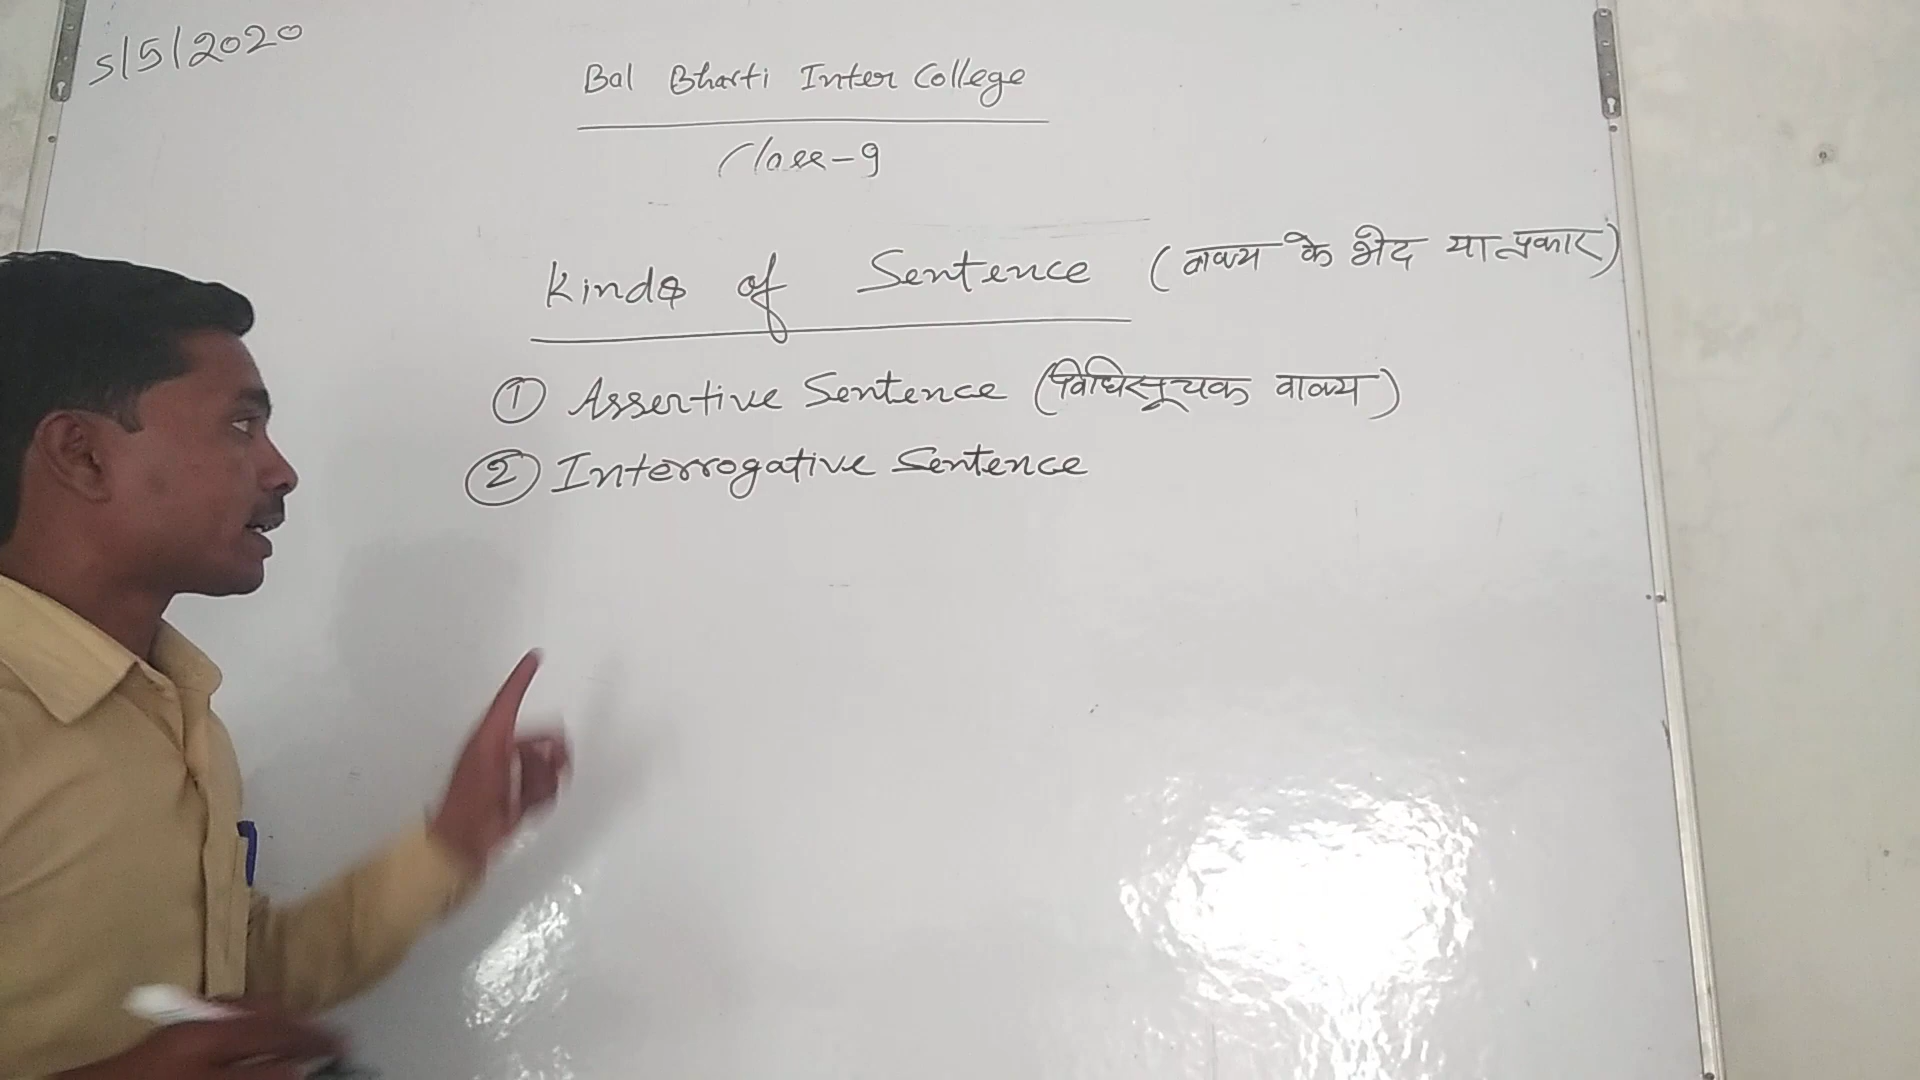 5/5/2020
Bal Bharti Inter College
Class-9
Kinds of Sentence (वाक्य के भेद या प्रकार)
① Assertive Sentence (विधिसूचक वाक्य)
② Interrogative Sentence